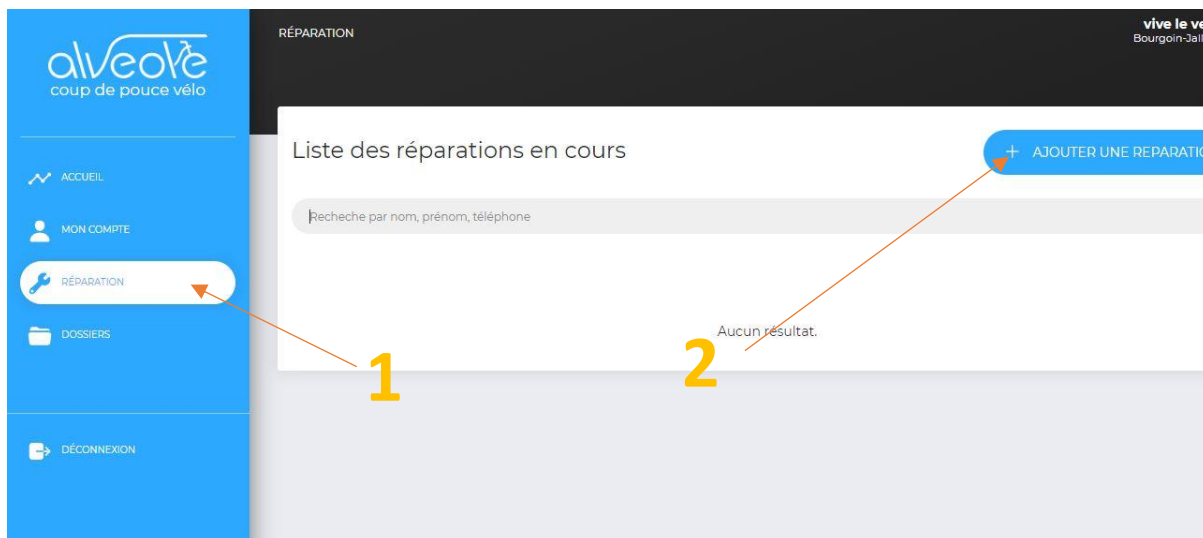 alveole
coup de pouce vélo
ACCUEIL
MON COMPTE
RÉPARATION
DOSSIERS
DÉCONNEXION
RÉPARATION
vive le ve
Bourgoin-Jall
Liste des réparations en cours
+ AJOUTER UNE REPARATIO
Recheche par nom, prénom, téléphone
Aucun résultat.
1
2